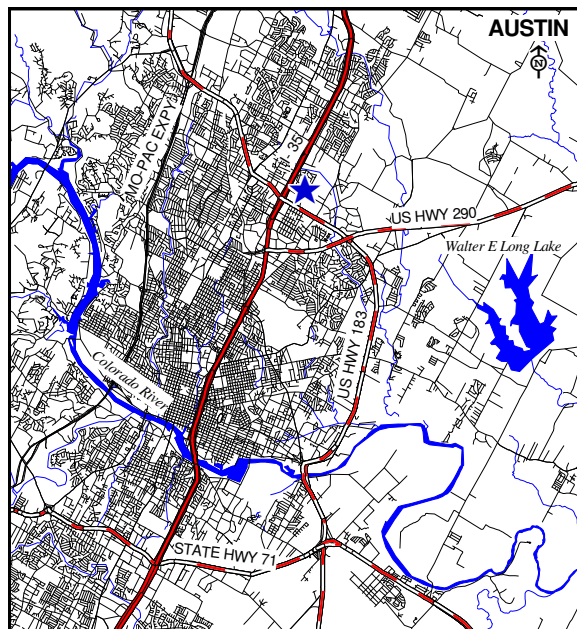 AUSTIN
N
MO-PAC EXPY
I 35
US HWY 290
Walter E Long Lake
US HWY 183
Colorado River
STATE HWY 71